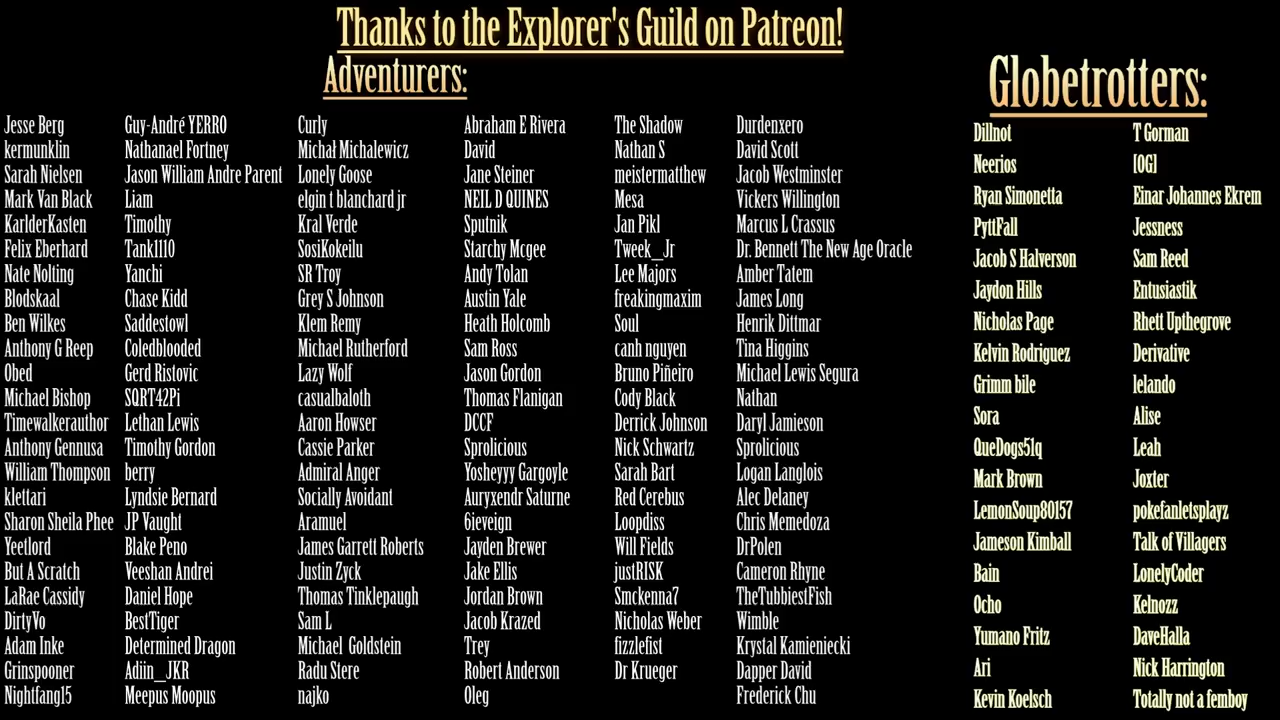 Thanks to the Explorer's Guild on Patreon!
Adventurers:
Jesse Berg
kermunklin
Sarah Nielsen
Mark Van Black
KarlderKasten
Felix Eberhard
Nate Nolting
Blodskaal
Ben Wilkes
Anthony G Reep
Obed
Michael Bishop
Timewalkerauthor
Anthony Gennusa
William Thompson
klettari
Sharon Sheila Phee
Yeetlord
But A Scratch
LaRae Cassidy
DirtyVo
Adam Inke
Grinspooner
Nightfang15
Guy-André YERRO
Nathanael Fortney
Jason William Andre Parent
Liam
Timothy
Tank1110
Yanchi
Chase Kidd
Saddestowl
Coledblooded
Gerd Ristovic
SQRT42Pi
Lethan Lewis
Timothy Gordon
berry
Lyndsie Bernard
JP Vaught
Blake Peno
Veeshan Andrei
Daniel Hope
BestTiger
Determined Dragon
Adiin_JKR
Meepus Moopus
Curly
Michał Michalewicz
Lonely Goose
elgin t blanchard jr
Kral Verde
SosiKokeilu
SR Troy
Grey S Johnson
Klem Remy
Michael Rutherford
Lazy Wolf
casualbaloth
Aaron Howser
Cassie Parker
Admiral Anger
Socially Avoidant
Aramuel
James Garrett Roberts
Justin Zyck
Thomas Tinklepaugh
Sam L
Michael Goldstein
Radu Stere
najko
Abraham E Rivera
David
Jane Steiner
NEIL D QUINES
Sputnik
Starchy Mcgee
Andy Tolan
Austin Yale
Heath Holcomb
Sam Ross
Jason Gordon
Thomas Flanigan
DCCF
Sprolicious
Yosheyyy Gargoyle
Auryxendr Saturne
6ieveign
Jayden Brewer
Jake Ellis
Jordan Brown
Jacob Krazed
Trey
Robert Anderson
Oleg
The Shadow
Nathan S
meistermatthew
Mesa
Jan Pikl
Tweek_Jr
Lee Majors
freakingmaxim
Soul
canh nguyen
Bruno Piñeiro
Cody Black
Derrick Johnson
Nick Schwartz
Sarah Bart
Red Cerebus
Loopdiss
Will Fields
justRISK
Smckenna7
Nicholas Weber
fizzlefist
Dr Krueger
Durdenxero
David Scott
Jacob Westminster
Vickers Willington
Marcus L Crassus
Dr. Bennett The New Age Oracle
Amber Tatem
James Long
Henrik Dittmar
Tina Higgins
Michael Lewis Segura
Nathan
Daryl Jamieson
Sprolicious
Logan Langlois
Alec Delaney
Chris Memedoza
DrPolen
Cameron Rhyne
TheTubbiestFish
Wimble
Krystal Kamieniecki
Dapper David
Frederick Chu
Globetrotters:
Dillnot
Neerios
Ryan Simonetta
PyttFall
Jacob S Halverson
Jaydon Hills
Nicholas Page
Kelvin Rodriguez
Grimm bile
Sora
QueDogs51q
Mark Brown
LemonSoup80157
Jameson Kimball
Bain
Ocho
Yumano Fritz
Ari
Kevin Koelsch
T Gorman
[OG]
Einar Johannes Ekrem
Jessness
Sam Reed
Entusiastik
Rhett Upthegrove
Derivative
lelando
Alise
Leah
Joxter
pokefanletsplayz
Talk of Villagers
LonelyCoder
Kelnozz
DaveHalla
Nick Harrington
Totally not a femboy